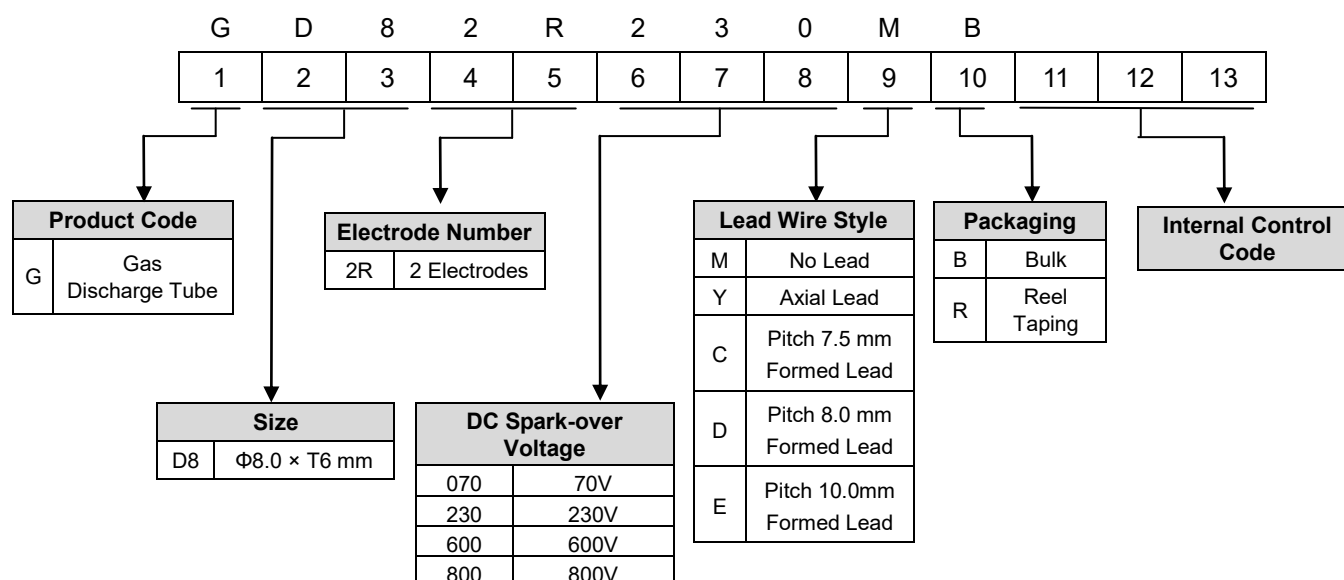 G D 8 2 R 2 3 0 M B
1 2 3 4 5 6 7 8 9 10 11 12 13
Product Code
G Gas
Discharge Tube
Electrode Number
2R 2 Electrodes
Lead Wire Style
M No Lead
Y Axial Lead
C Pitch 7.5 mm
Formed Lead
D Pitch 8.0 mm
Formed Lead
E Pitch 10.0mm
Formed Lead
Packaging
B Bulk
R Reel
Taping
Internal Control
Code
Size
D8 Φ8.0 × T6 mm
DC Spark-over
Voltage
070 70V
230 230V
600 600V
800 800V